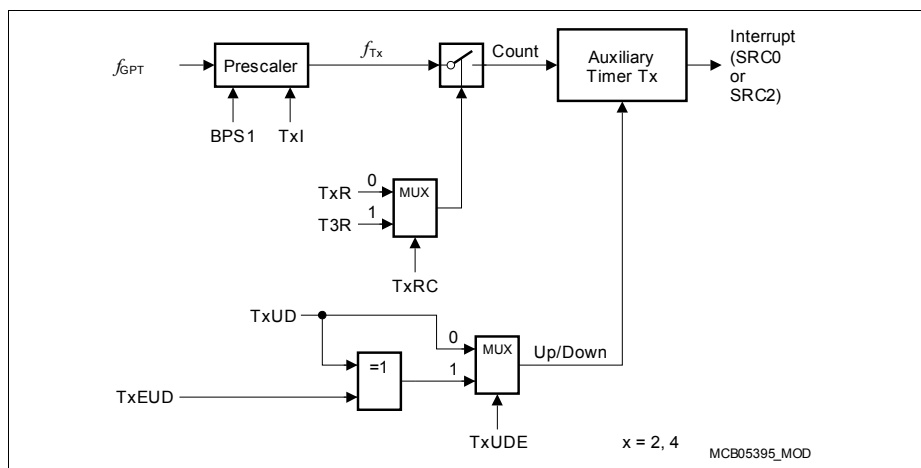 fGPT
Prescaler
fTx
Count
Auxiliary
Timer Tx
Interrupt
(SRC0
or
SRC2)
BPS1
TxI
TxR
0
MUX
T3R
1
TxRC
TxUD
0
MUX
Up/Down
=1
1
TxEUD
TxUDE
x = 2, 4
MCB05395_MOD